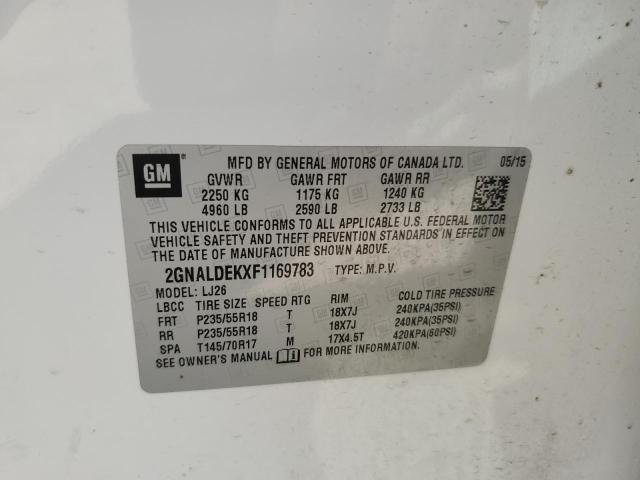 GM
MFD BY GENERAL MOTORS OF CANADA LTD. 05/15
GVWR GAWR FRT GAWR RR
2250 KG 1175 KG 1240 KG
4960 LB 2590 LB 2733 LB
THIS VEHICLE CONFORMS TO ALL APPLICABLE U.S. FEDERAL MOTOR
VEHICLE SAFETY AND THEFT PREVENTION STANDARDS IN EFFECT ON
THE DATE OF MANUFACTURE SHOWN ABOVE.
2GNALDEKXF1169783 TYPE: M.P.V.
MODEL: LJ26
LBCC TIRE SIZE SPEED RTG RIM COLD TIRE PRESSURE
FRT P235/55R18 T 18X7J 240KPA(35PSI)
RR P235/55R18 T 18X7J 240KPA(35PSI)
SPA T145/70R17 M 17X4.5T 420KPA(60PSI)
SEE OWNER'S MANUAL FOR MORE INFORMATION.